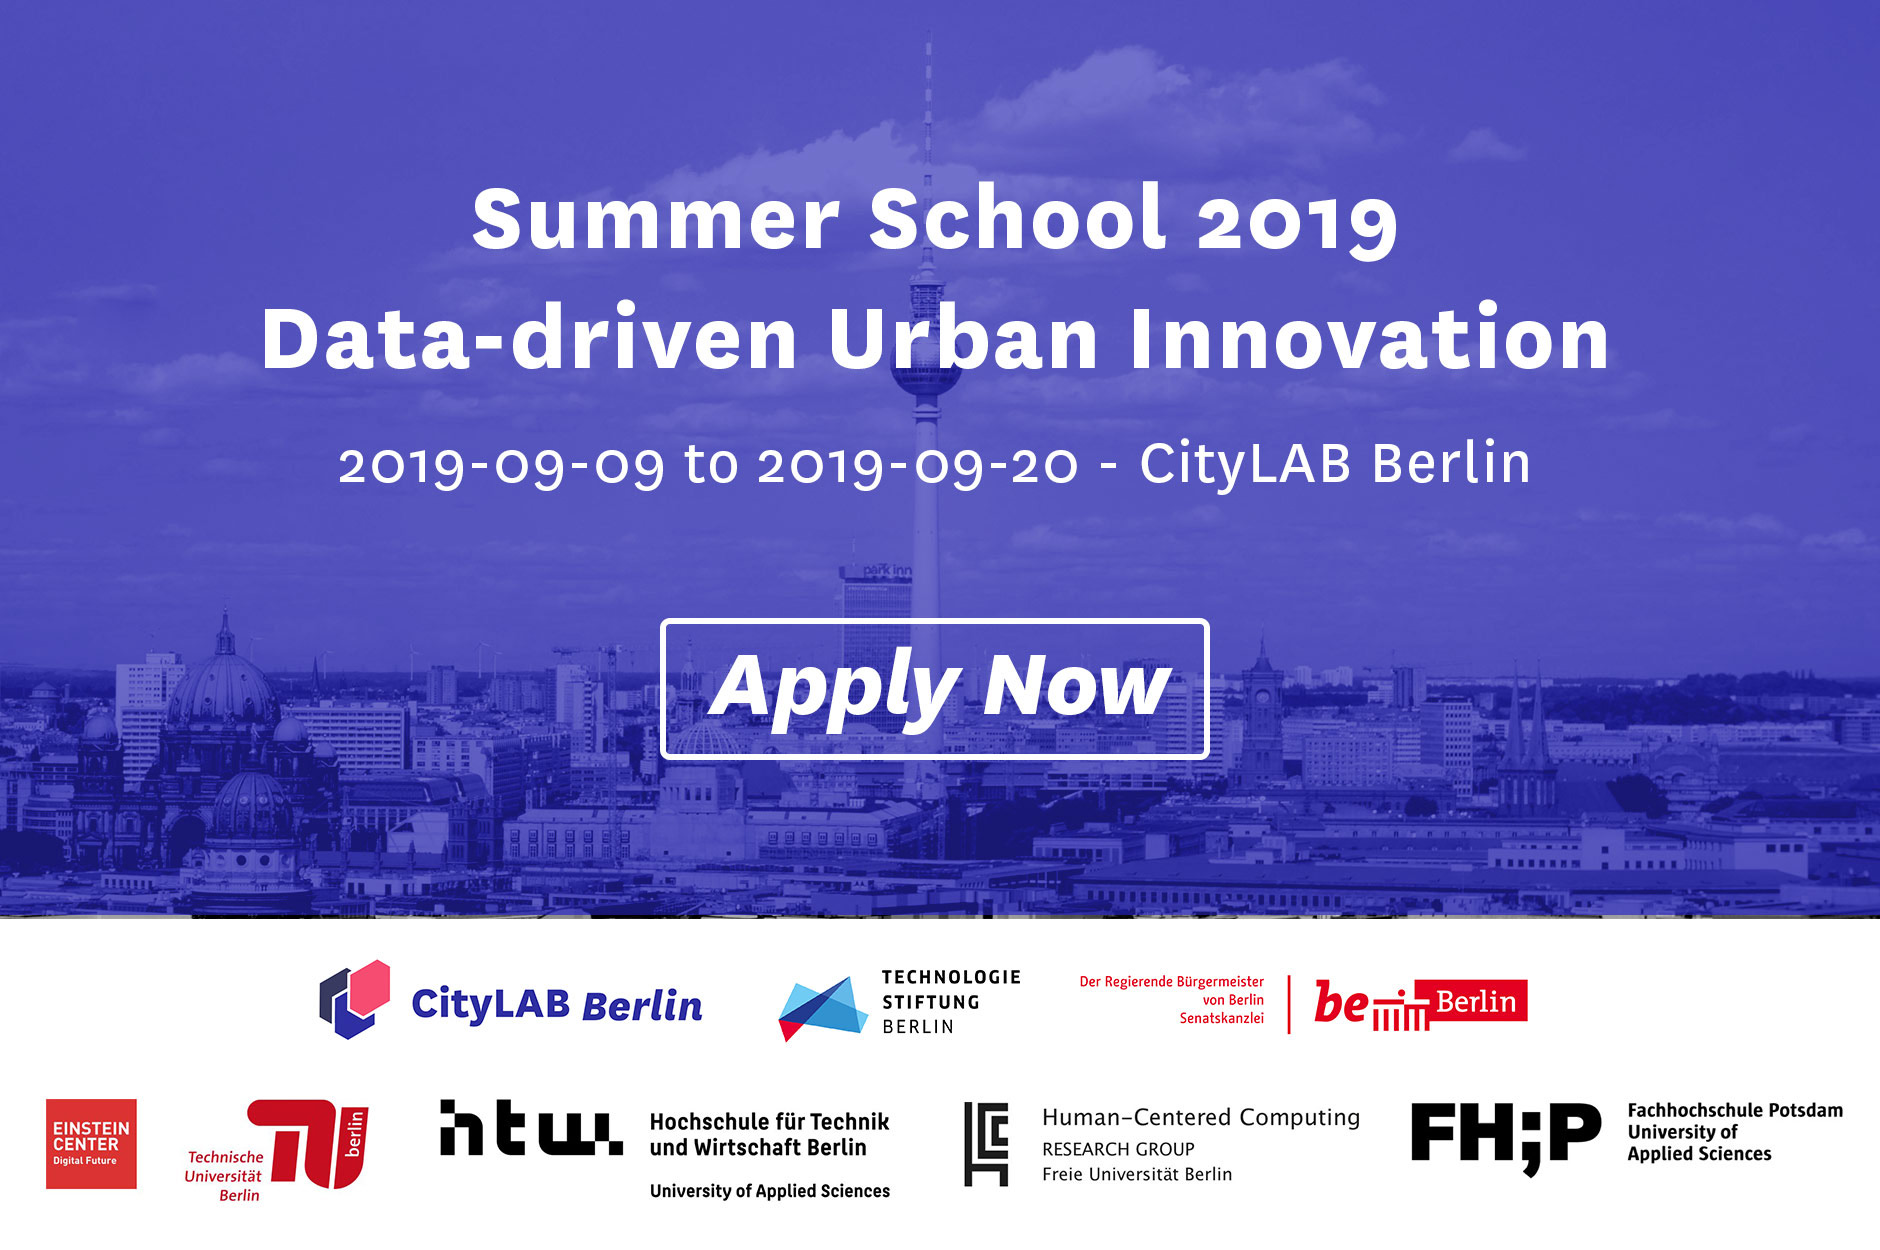 Summer School 2019
Data-driven Urban Innovation
2019-09-09 to 2019-09-20 - CityLAB Berlin
park inn
Apply Now
CityLAB Berlin
TECHNOLOGIE
STIFTUNG
BERLIN
Der Regierende Bürgermeister
von Berlin
Senatskanzlei
be Berlin
EINSTEIN
CENTER
Digital Future
Technische
Universität
Berlin
berlin
htw.
Hochschule für Technik
und Wirtschaft Berlin
University of Applied Sciences
Human-Centered Computing
RESEARCH GROUP
Freie Universität Berlin
FH;P
Fachhochschule Potsdam
University of
Applied Sciences